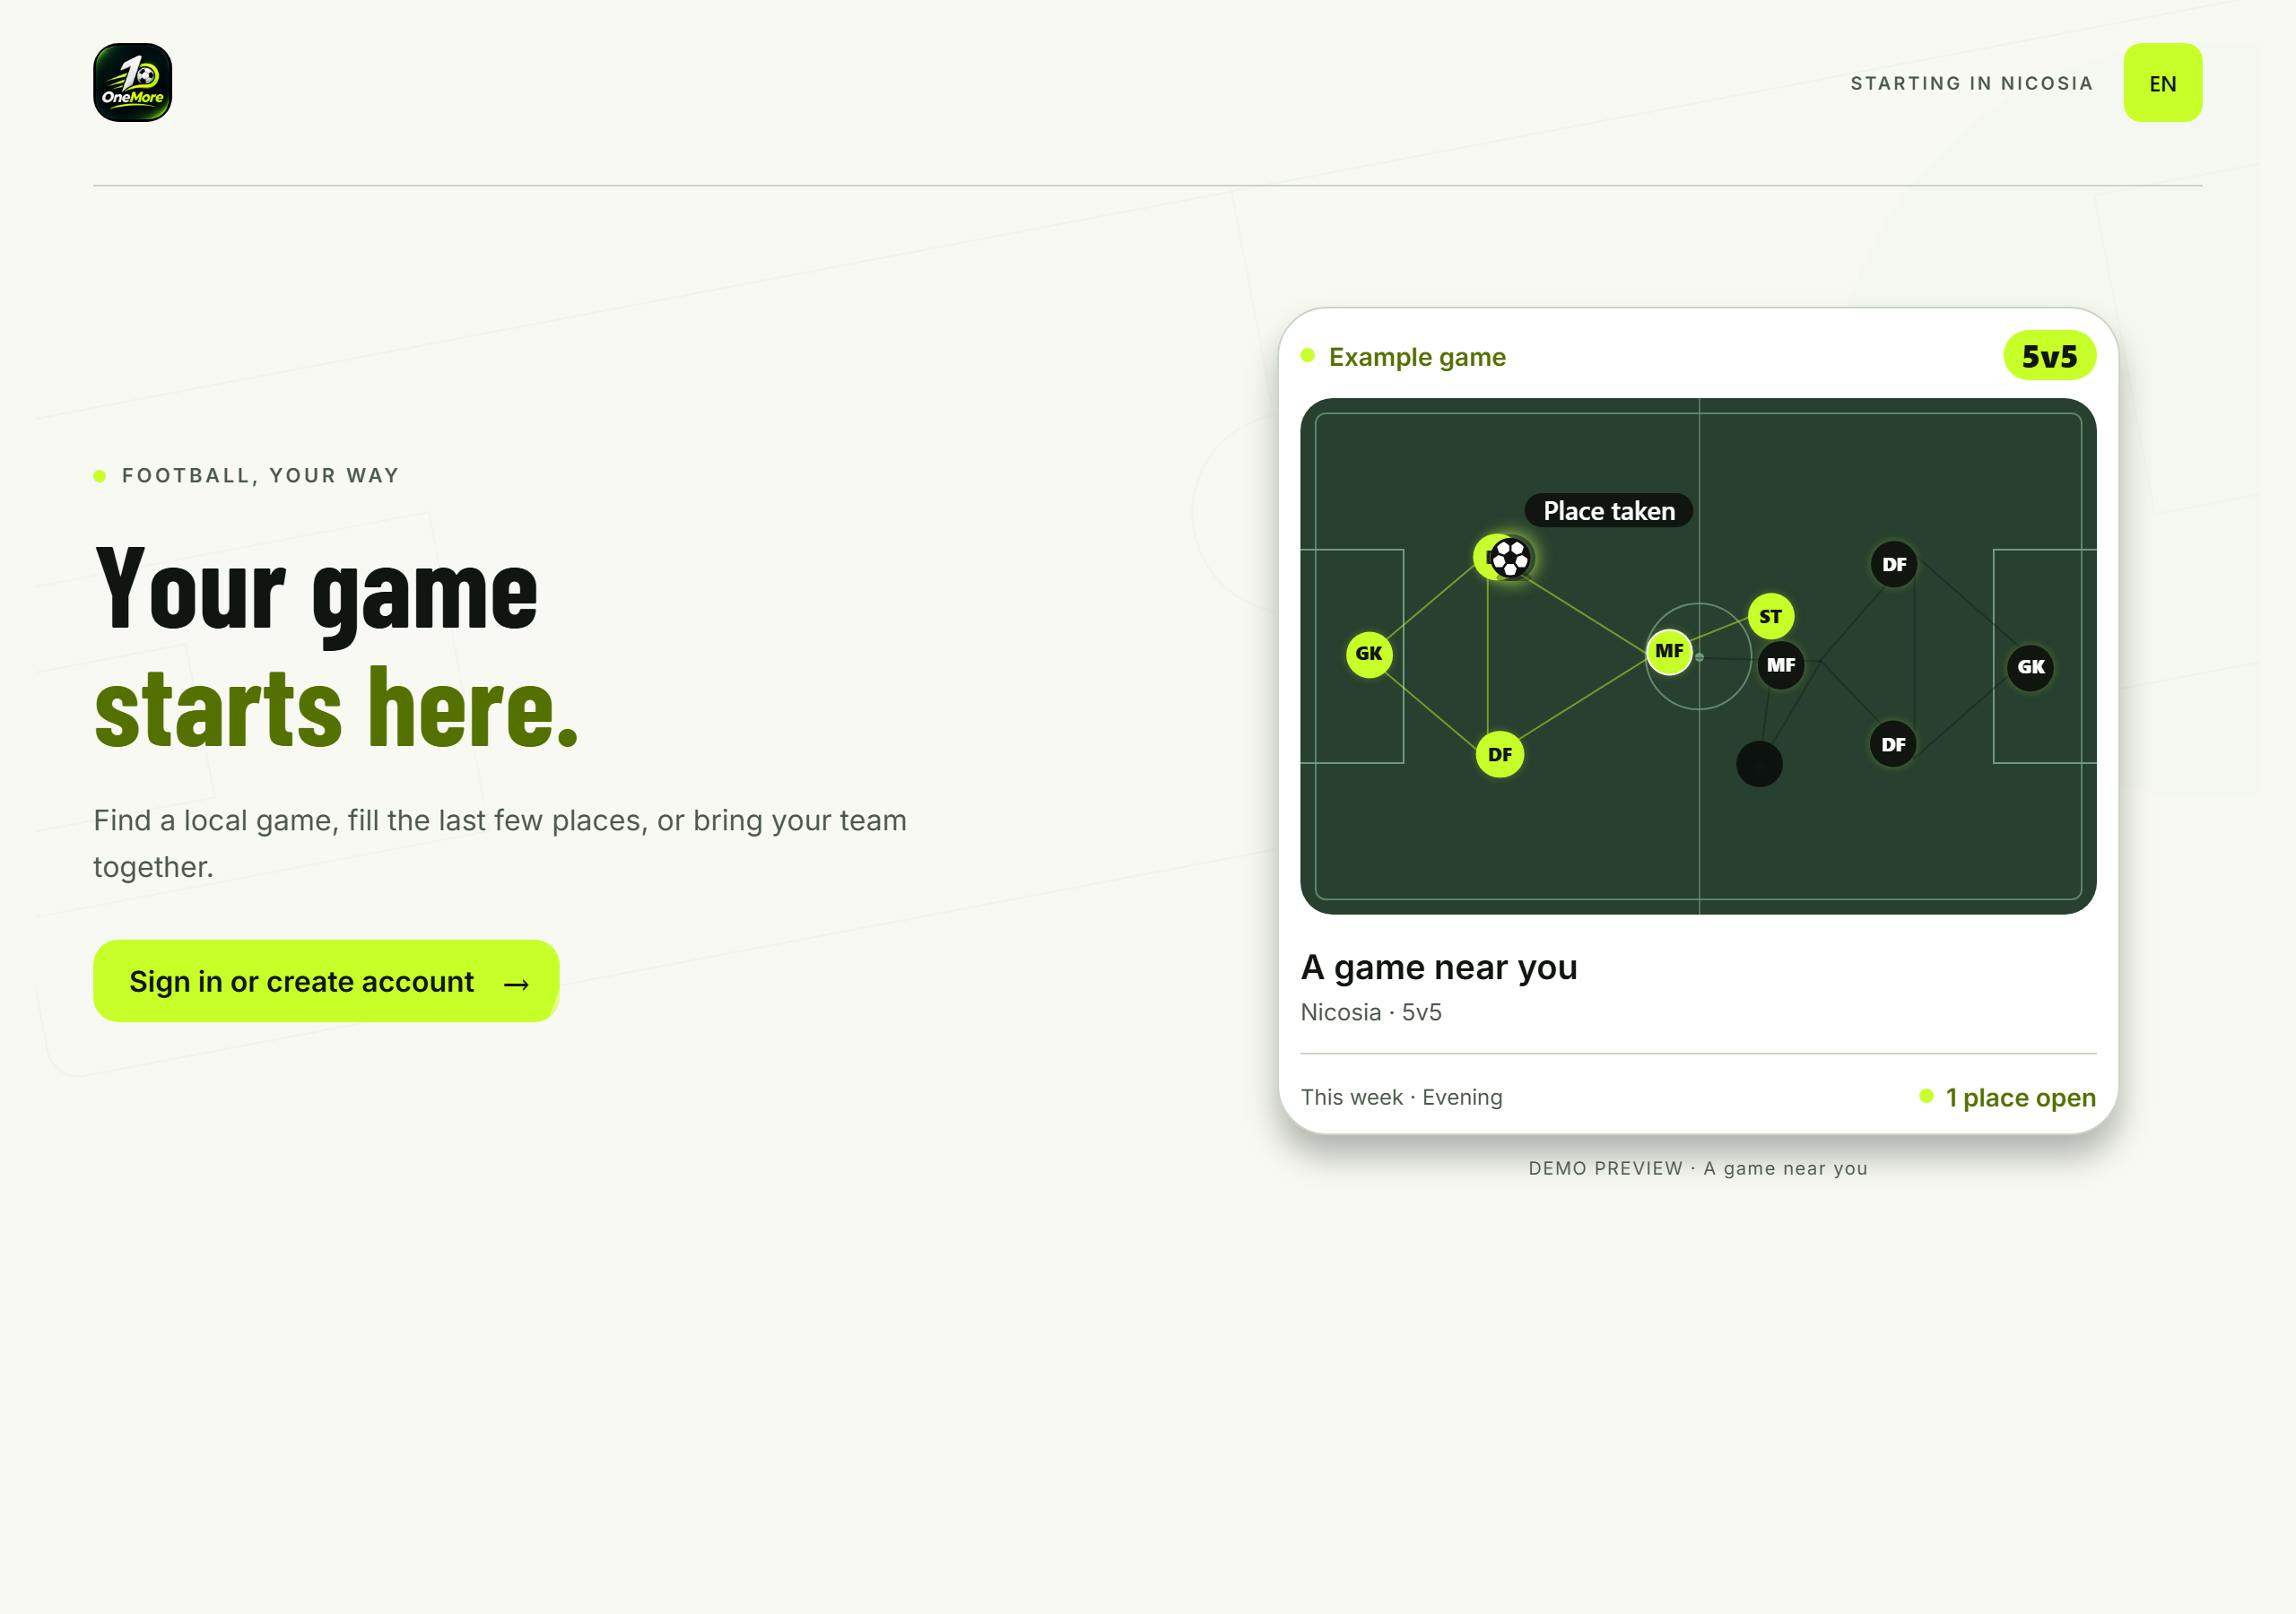 OneMore
STARTING IN NICOSIA
EN
FOOTBALL, YOUR WAY
Your game
starts here.
Find a local game, fill the last few places, or bring your team
together.
Sign in or create account →
Example game
5v5
Place taken
DF
ST
GK
MF
MF
GK
DF
DF
A game near you
Nicosia · 5v5
This week · Evening
1 place open
DEMO PREVIEW · A game near you